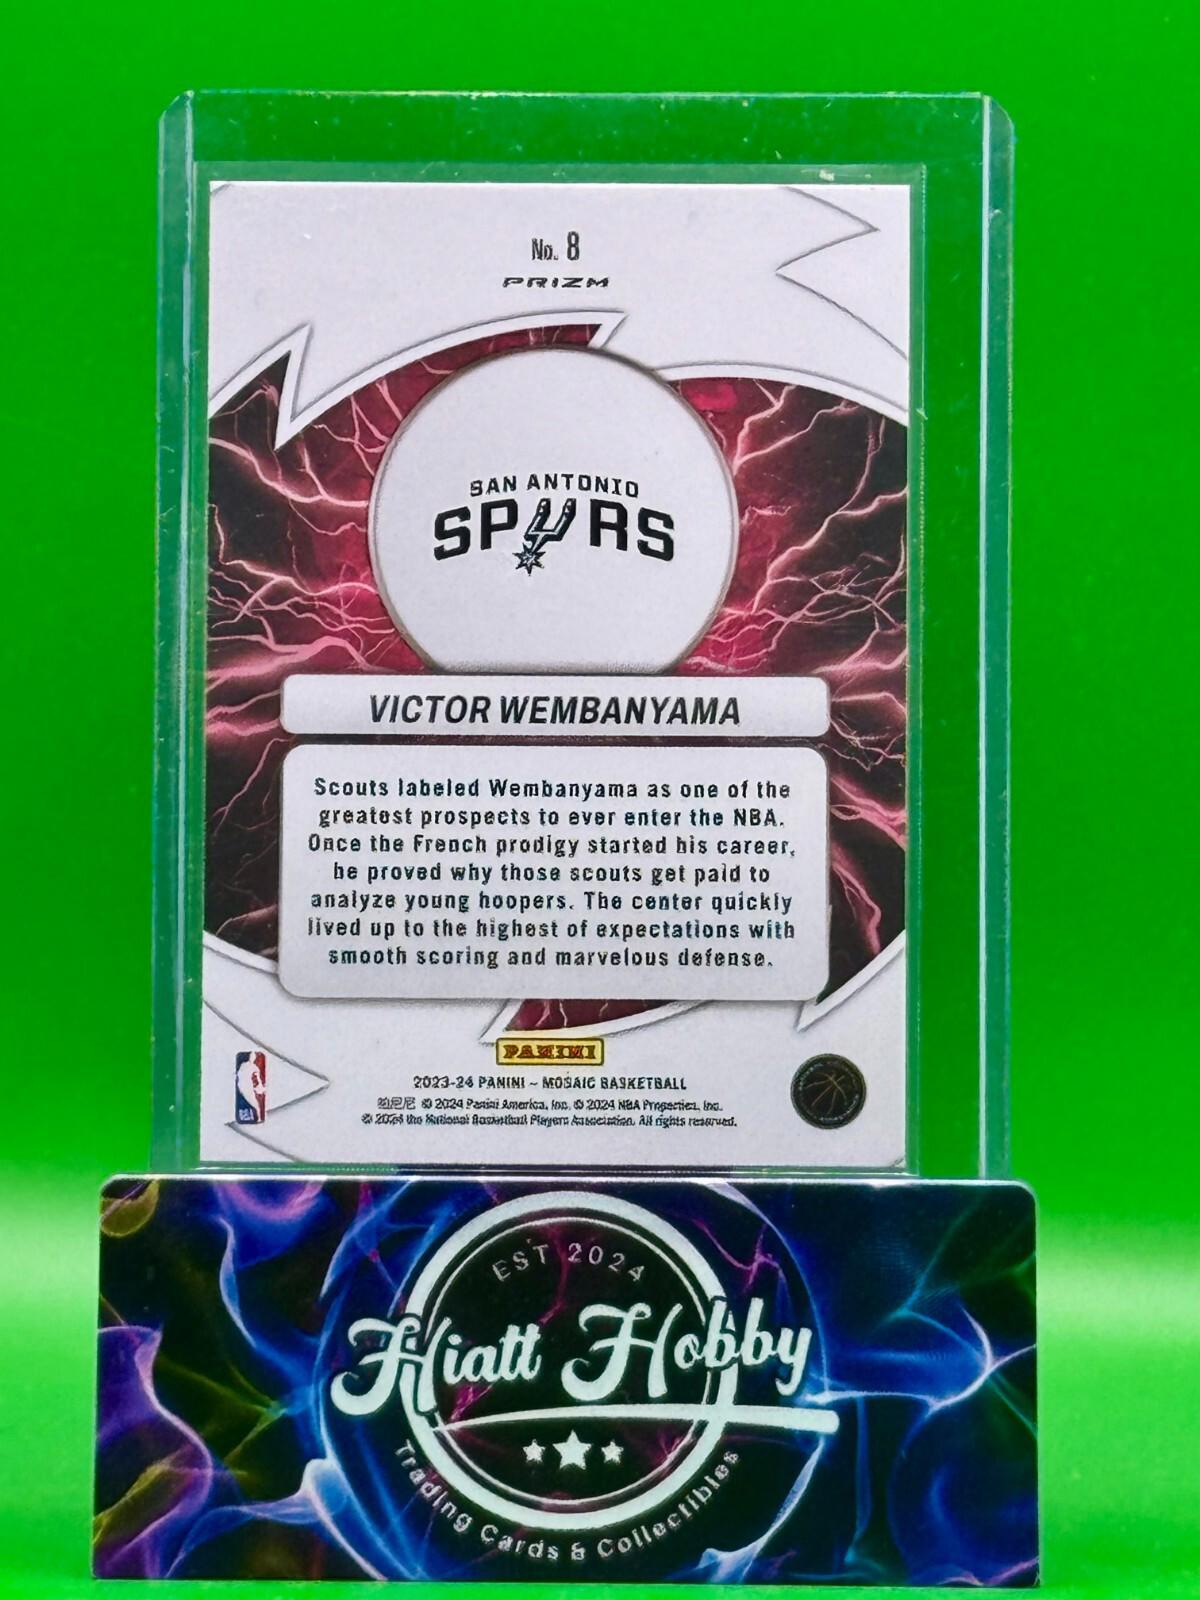 No. 8
PRIZM
SAN ANTONIO
SPURS
VICTOR WEMBANYAMA
Scouts labeled Wembanyama as one of the
greatest prospects to ever enter the NBA.
Once the French prodigy started his career,
he proved why those scouts get paid to
analyze young hoopers. The center quickly
lived up to the highest of expectations with
smooth scoring and marvelous defense.
PANINI
2023-24 PANINI – MOSAIC BASKETBALL
© 2024 Panini America, Inc. © 2024 NBA Properties, Inc.
© 2024 the National Basketball Players Association. All rights reserved.
NBA
EST 2024
Hiatt Hobby
Trading Cards & Collectibles